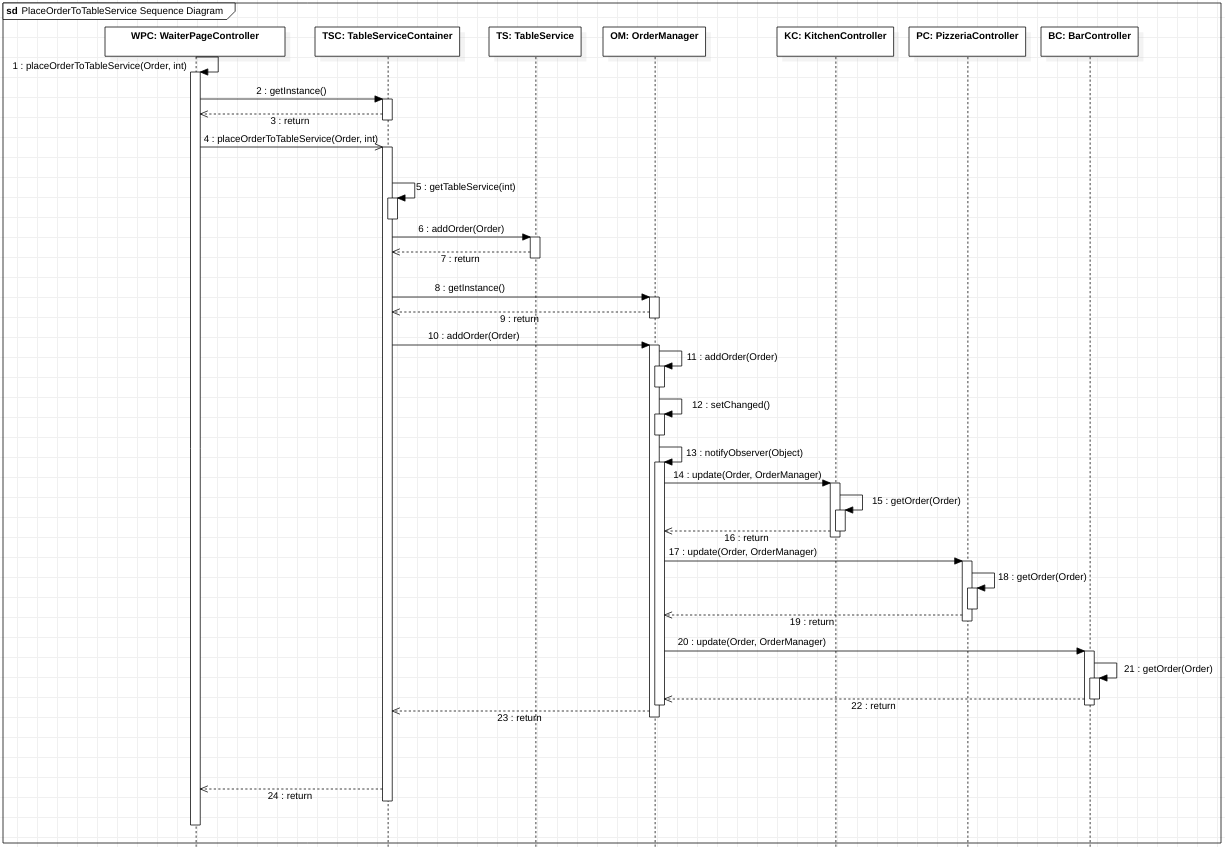 sd PlaceOrderToTableService Sequence Diagram
WPC: WaiterPageController
TSC: TableServiceContainer
TS: TableService
OM: OrderManager
KC: KitchenController
PC: PizzeriaController
BC: BarController
1 : placeOrderToTableService(Order, int)
2 : getInstance()
3 : return
4 : placeOrderToTableService(Order, int)
5 : getTableService(int)
6 : addOrder(Order)
7 : return
8 : getInstance()
9 : return
10 : addOrder(Order)
11 : addOrder(Order)
12 : setChanged()
13 : notifyObserver(Object)
14 : update(Order, OrderManager)
15 : getOrder(Order)
16 : return
17 : update(Order, OrderManager)
18 : getOrder(Order)
19 : return
20 : update(Order, OrderManager)
21 : getOrder(Order)
22 : return
23 : return
24 : return